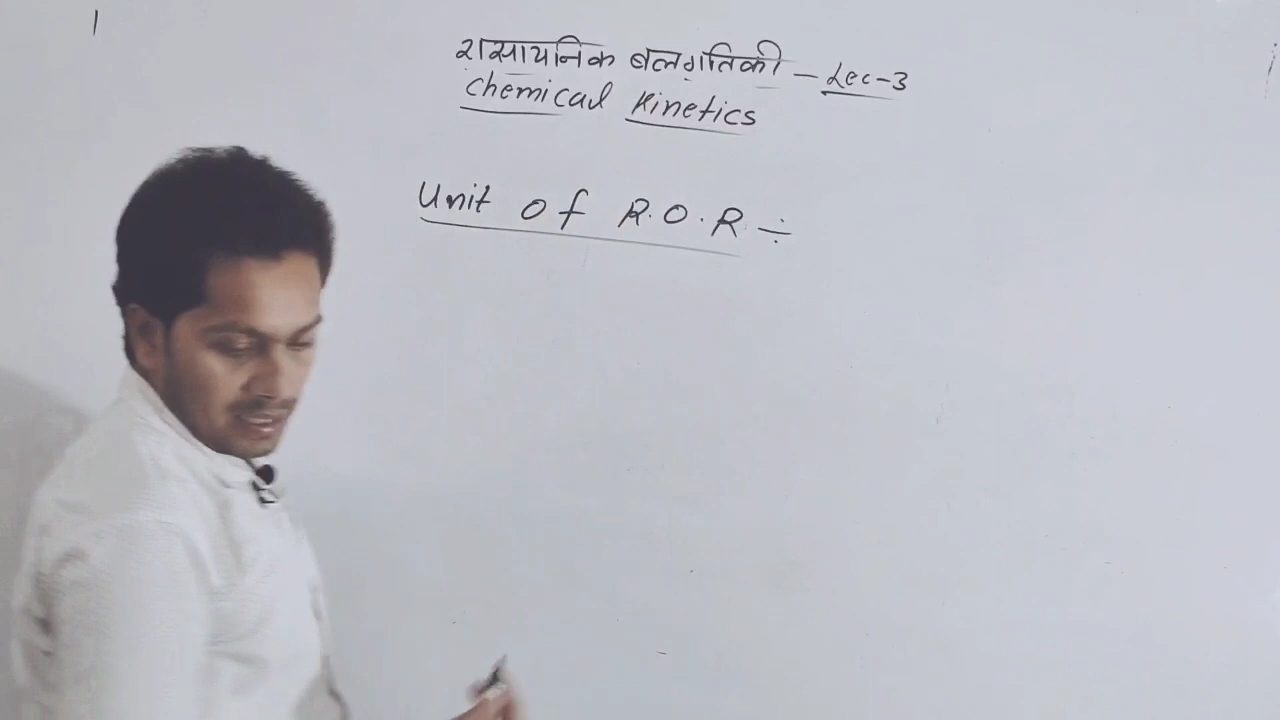 रासायनिक बलगतिकी - Lec-3
Chemical Kinetics
Unit of R.O.R ÷